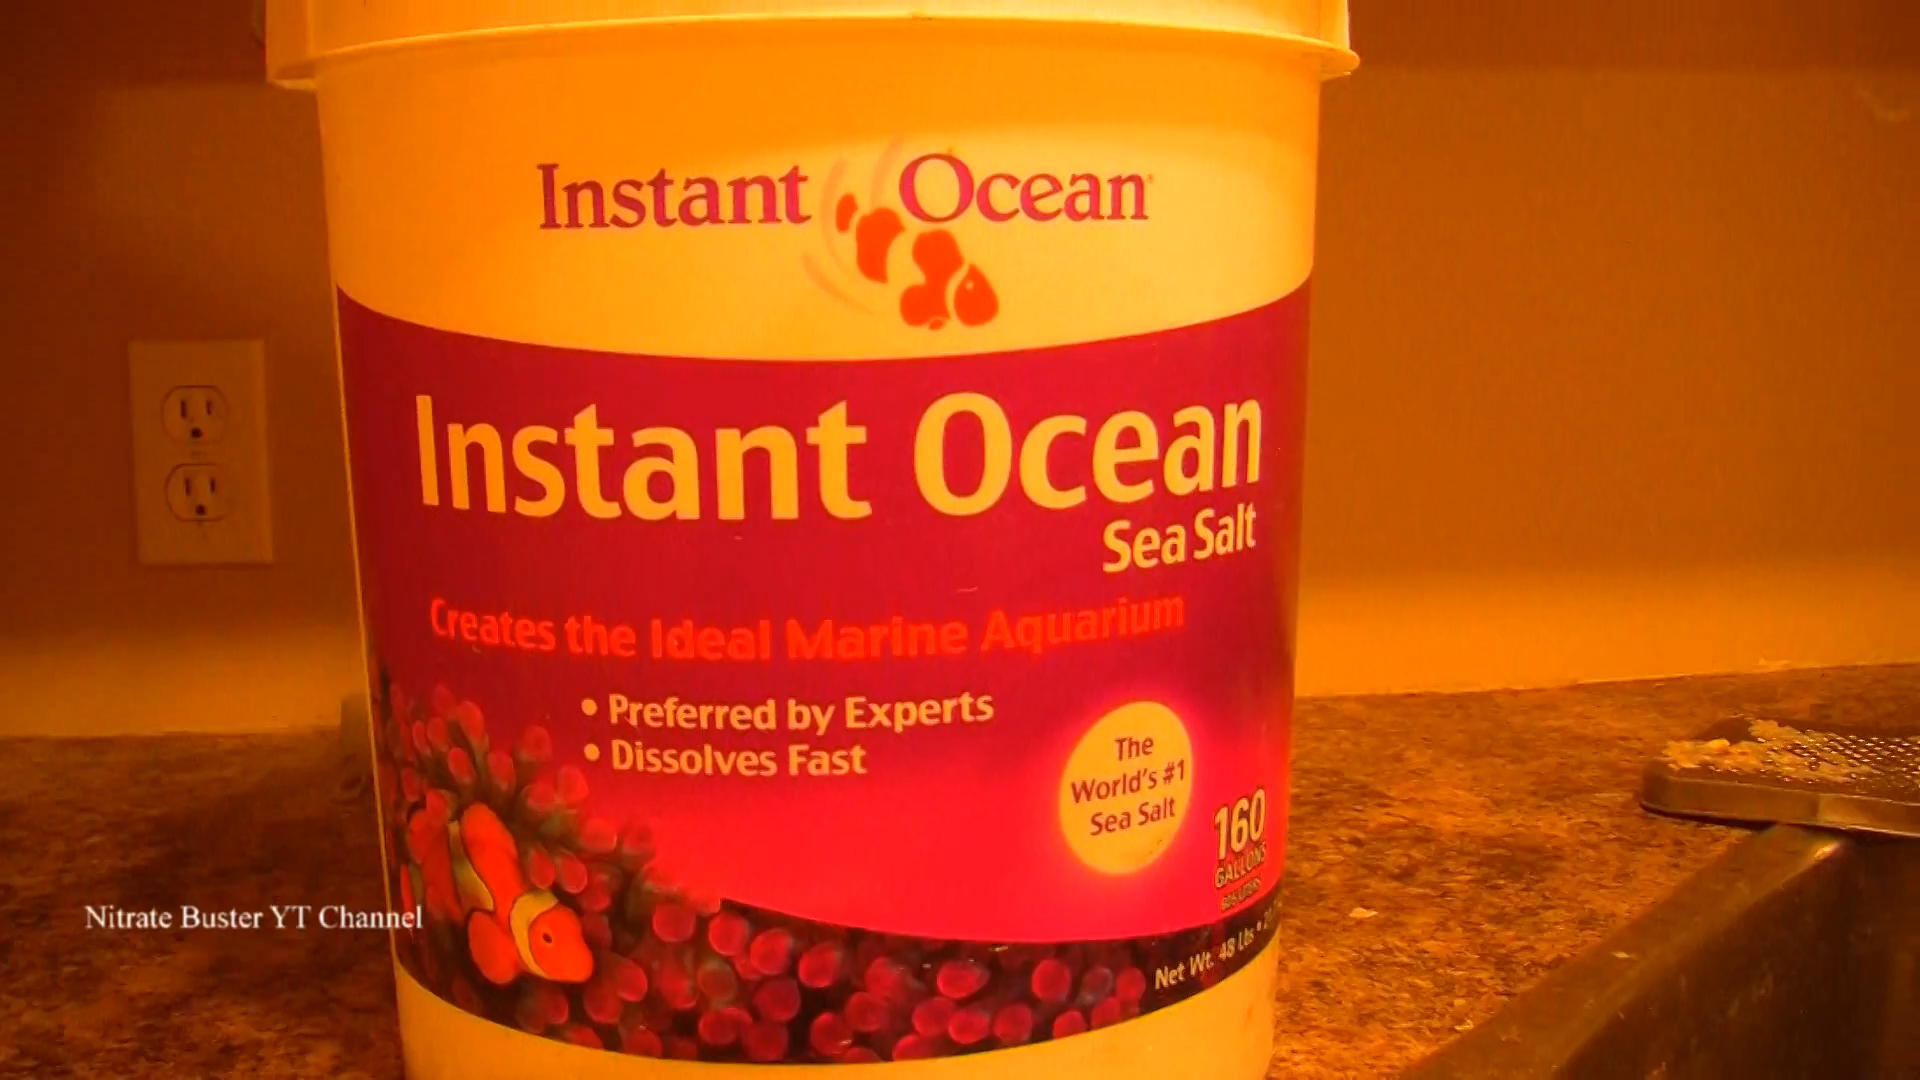 Instant Ocean
Instant Ocean
Sea Salt
Creates the Ideal Marine Aquarium
• Preferred by Experts
• Dissolves Fast
The
World's #1
Sea Salt
160
GALLONS
Net Wt. 48 Lbs •
Nitrate Buster YT Channel